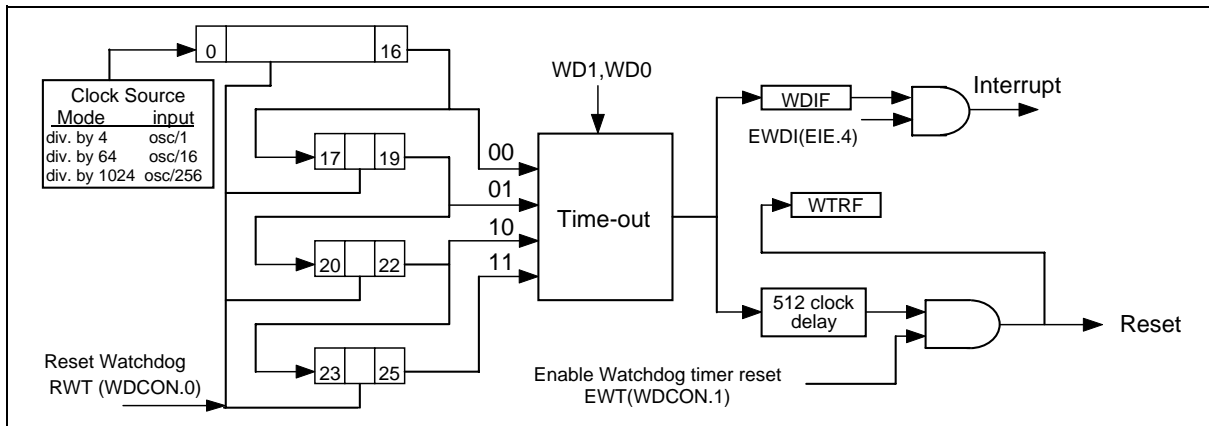 0 16
Clock Source
Mode input
div. by 4 osc/1
div. by 64 osc/16
div. by 1024 osc/256
17 19
20 22
23 25
Reset Watchdog
RWT (WDCON.0)
WD1,WD0
00
01
10
11
Time-out
WDIF
EWDI(EIE.4)
Interrupt
WTRF
512 clock
delay
Reset
Enable Watchdog timer reset
EWT(WDCON.1)